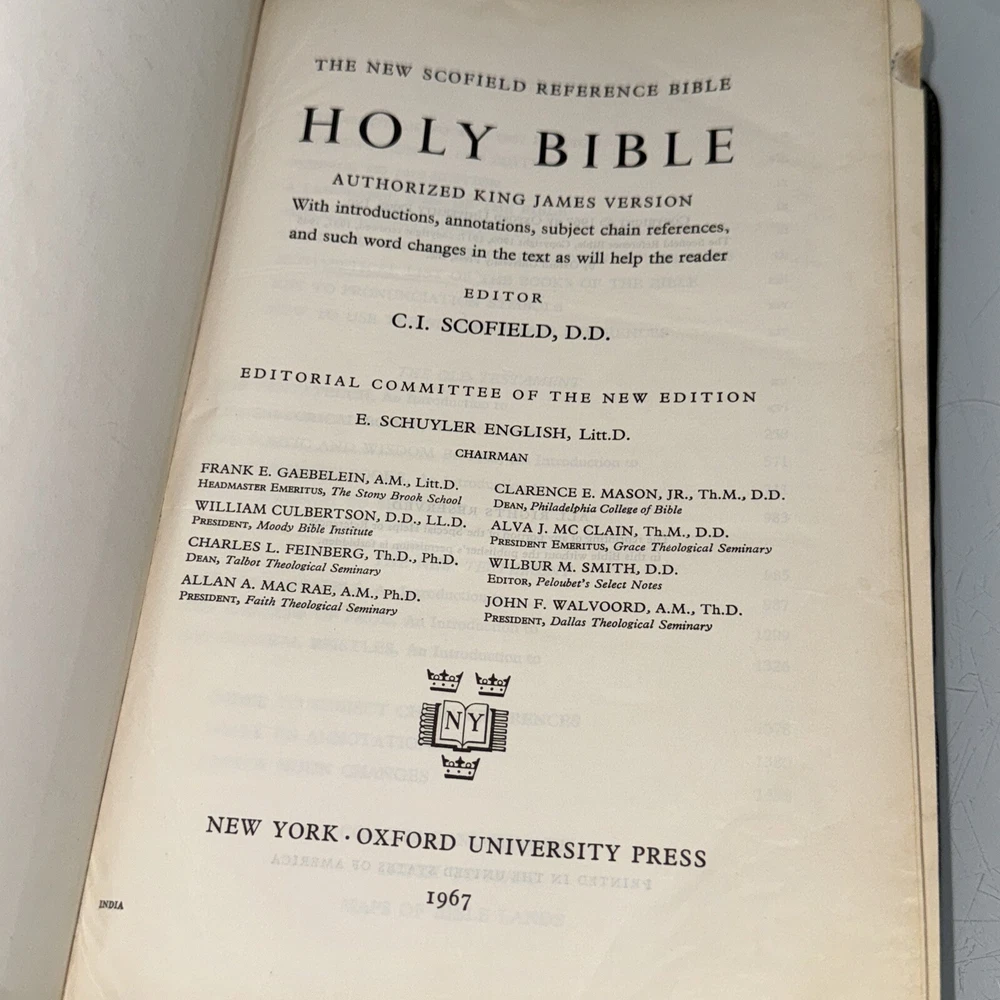 THE NEW SCOFIELD REFERENCE BIBLE
HOLY BIBLE
AUTHORIZED KING JAMES VERSION
With introductions, annotations, subject chain references,
and such word changes in the text as will help the reader
EDITOR
C.I. SCOFIELD, D.D.
EDITORIAL COMMITTEE OF THE NEW EDITION
E. SCHUYLER ENGLISH, Litt.D.
CHAIRMAN
FRANK E. GAEBELEIN, A.M., Litt.D.
HEADMASTER EMERITUS, The Stony Brook School
WILLIAM CULBERTSON, D.D., LL.D.
PRESIDENT, Moody Bible Institute
CHARLES L. FEINBERG, Th.D., Ph.D.
DEAN, Talbot Theological Seminary
ALLAN A. MAC RAE, A.M., Ph.D.
PRESIDENT, Faith Theological Seminary
CLARENCE E. MASON, JR., Th.M., D.D.
DEAN, Philadelphia College of Bible
ALVA J. MC CLAIN, Th.M., D.D.
PRESIDENT EMERITUS, Grace Theological Seminary
WILBUR M. SMITH, D.D.
EDITOR, Peloubet's Select Notes
JOHN F. WALVOORD, A.M., Th.D.
PRESIDENT, Dallas Theological Seminary
NY
NEW YORK · OXFORD UNIVERSITY PRESS
1967
INDIA